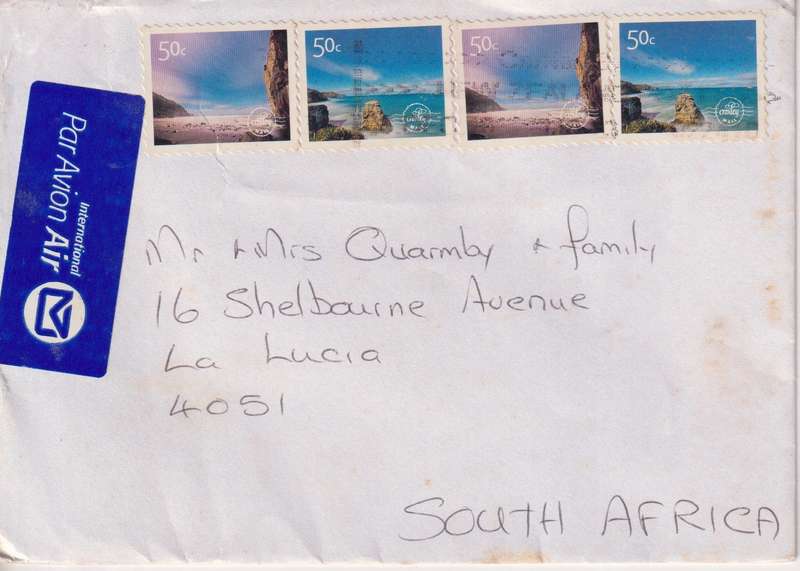 50c
50c
50c
50c
Par Avion Air
International
Mr & Mrs Quarmby & family
16 Shelbourne Avenue
La Lucia
4051
SOUTH AFRICA